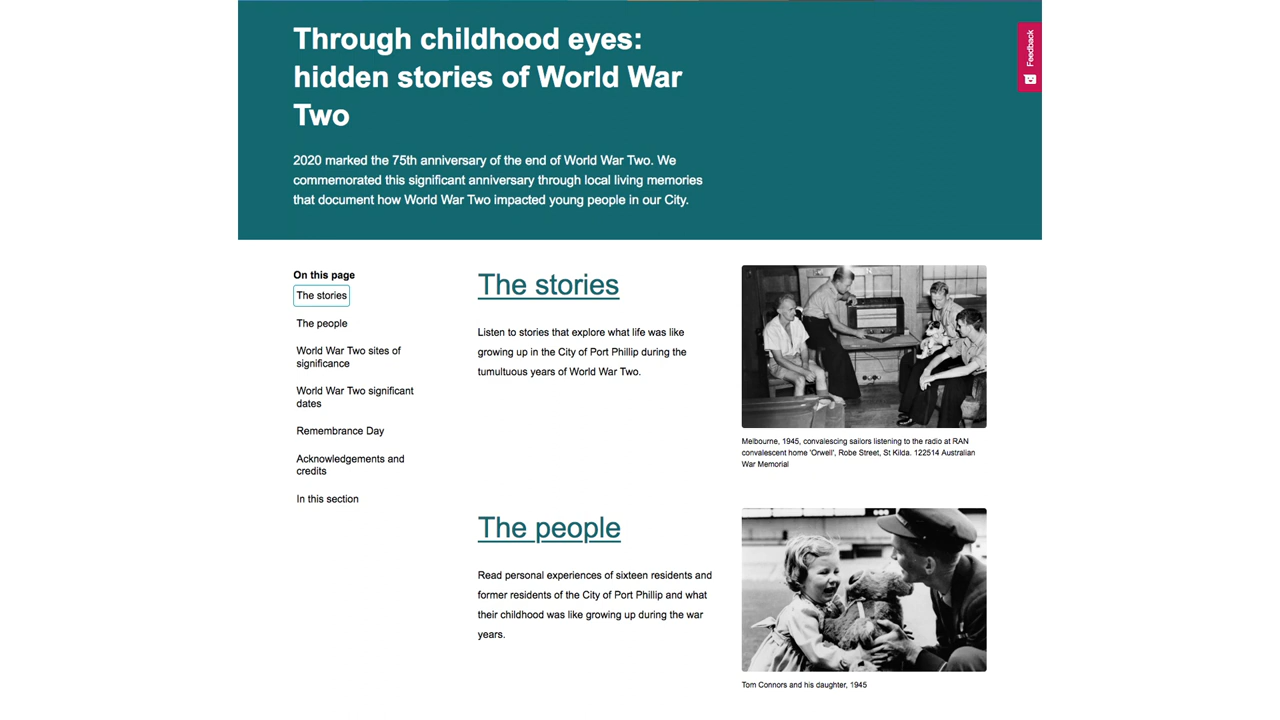 Through childhood eyes:
hidden stories of World War
Two
2020 marked the 75th anniversary of the end of World War Two. We
commemorated this significant anniversary through local living memories
that document how World War Two impacted young people in our City.
Feedback
On this page
The stories
The people
World War Two sites of
significance
World War Two significant
dates
Remembrance Day
Acknowledgements and
credits
In this section
The stories
Listen to stories that explore what life was like
growing up in the City of Port Phillip during the
tumultuous years of World War Two.
Melbourne, 1945, convalescing sailors listening to the radio at RAN
convalescent home 'Orwell', Robe Street, St Kilda. 122514 Australian
War Memorial
The people
Read personal experiences of sixteen residents and
former residents of the City of Port Phillip and what
their childhood was like growing up during the war
years.
Tom Connors and his daughter, 1945